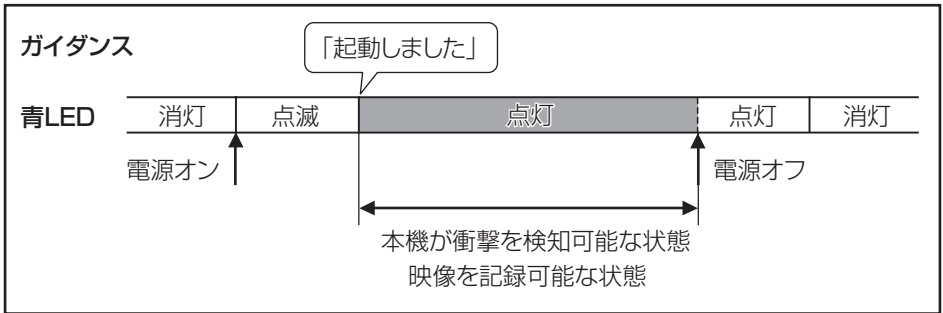 ガイダンス
「起動しました」
青LED
消灯
点滅
点灯
点灯
消灯
電源オン
電源オフ
本機が衝撃を検知可能な状態
映像を記録可能な状態